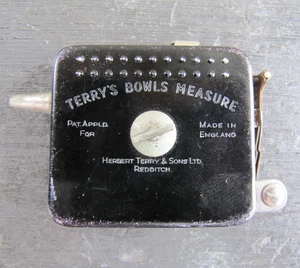 TERRY'S BOWLS MEASURE
PAT. APPLD.
FOR
MADE IN
ENGLAND
HERBERT TERRY & SONS LTD.
REDDITCH.